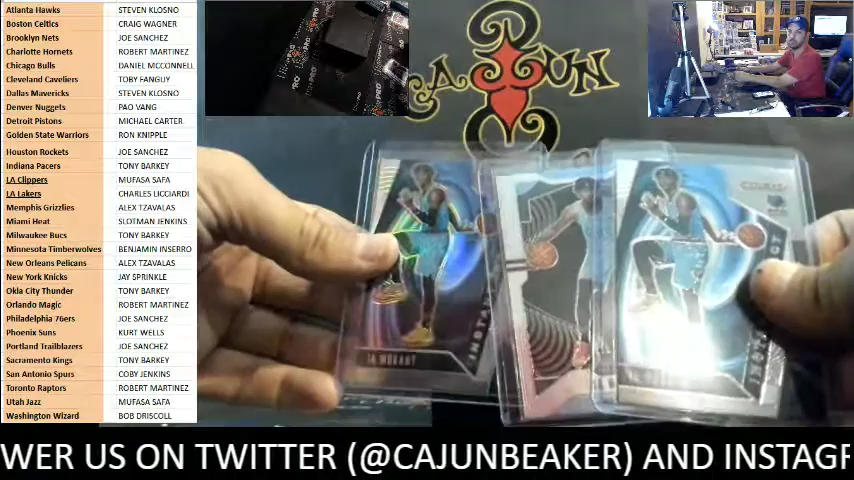 Atlanta Hawks STEVEN KLOSNO
Boston Celtics CRAIG WAGNER
Brooklyn Nets JOE SANCHEZ
Charlotte Hornets ROBERT MARTINEZ
Chicago Bulls DANIEL MCCONNELL
Cleveland Cavaliers TOBY FANGUY
Dallas Mavericks STEVEN KLOSNO
Denver Nuggets PAO VANG
Detroit Pistons MICHAEL CARTER
Golden State Warriors RON KNIPPLE
Houston Rockets JOE SANCHEZ
Indiana Pacers TONY BARKEY
LA Clippers MUFASA SAFA
LA Lakers CHARLES LICCIARDI
Memphis Grizzlies ALEX TZAVALAS
Miami Heat SLOTMAN JENKINS
Milwaukee Bucs TONY BARKEY
Minnesota Timberwolves BENJAMIN INSERRO
New Orleans Pelicans ALEX TZAVALAS
New York Knicks JAY SPRINKLE
Okla City Thunder TONY BARKEY
Orlando Magic ROBERT MARTINEZ
Philadelphia 76ers JOE SANCHEZ
Phoenix Suns KURT WELLS
Portland Trailblazers JOE SANCHEZ
Sacramento Kings TONY BARKEY
San Antonio Spurs COBY JENKINS
Toronto Raptors ROBERT MARTINEZ
Utah Jazz MUFASA SAFA
Washington Wizard BOB DRISCOLL
CAJUN
JA MORANT
WER US ON TWITTER (@CAJUNBEAKER) AND INSTAGR